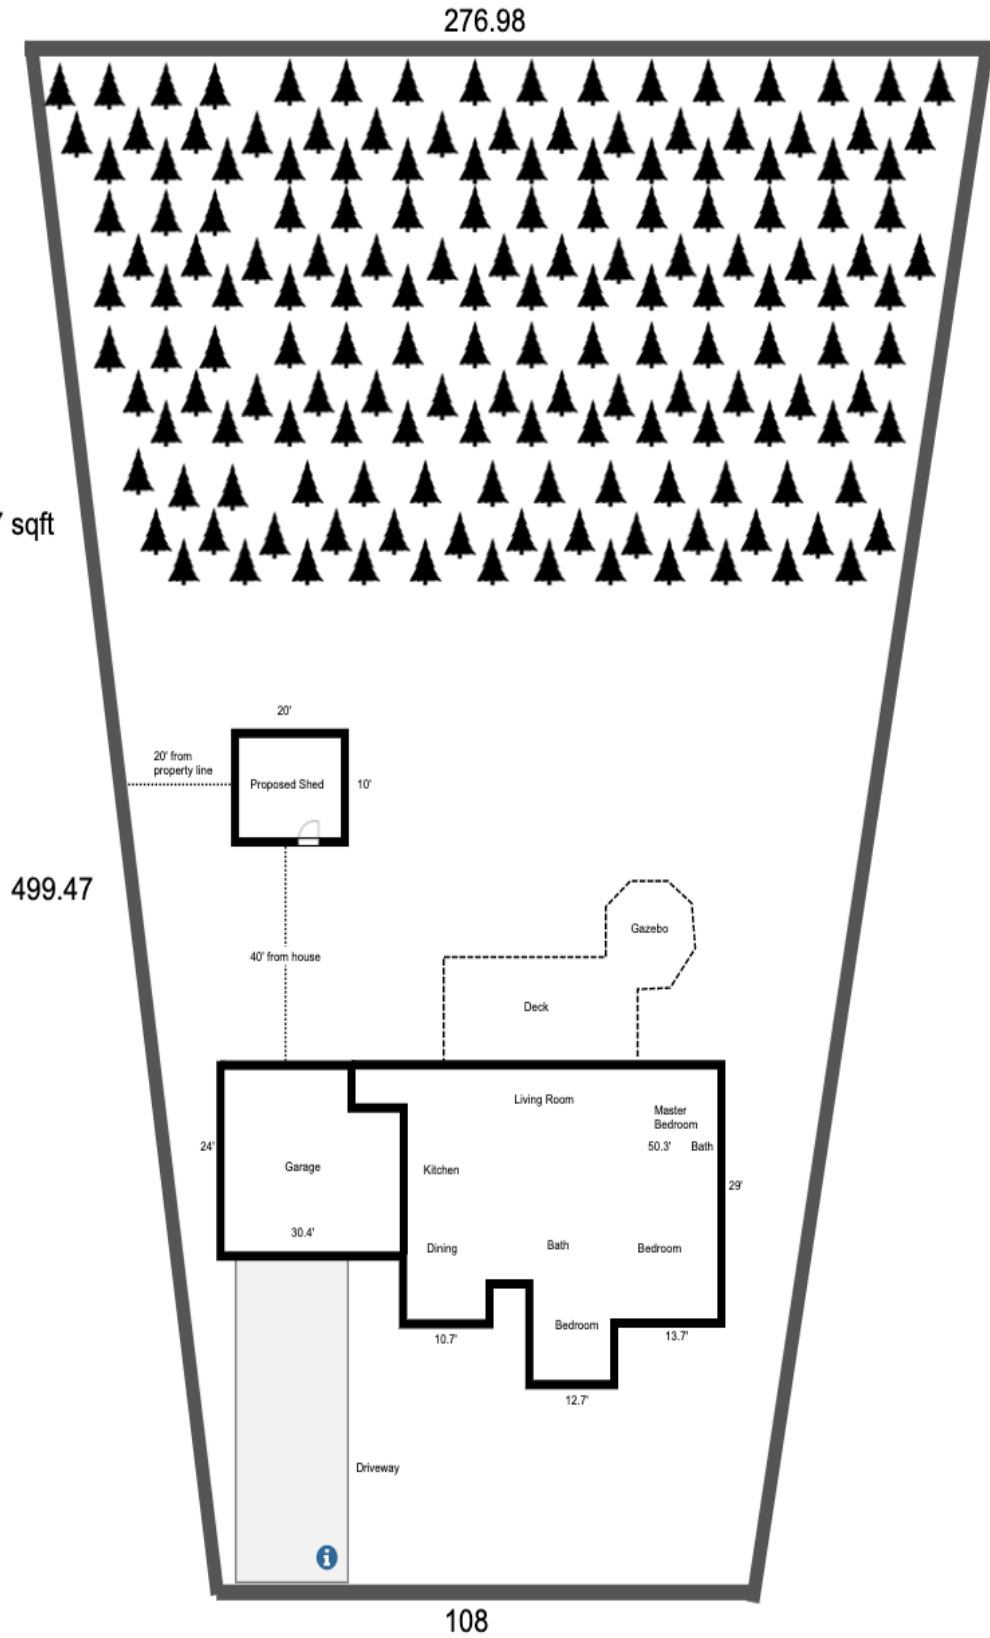 276.98
sqft
20'
20' from
property line
Proposed Shed
10'
499.47
Gazebo
40' from house
Deck
Living Room
Master
Bedroom
24'
50.3'
Bath
Garage
Kitchen
29'
30.4'
Dining
Bath
Bedroom
Bedroom
10.7'
13.7'
12.7'
Driveway
i
108